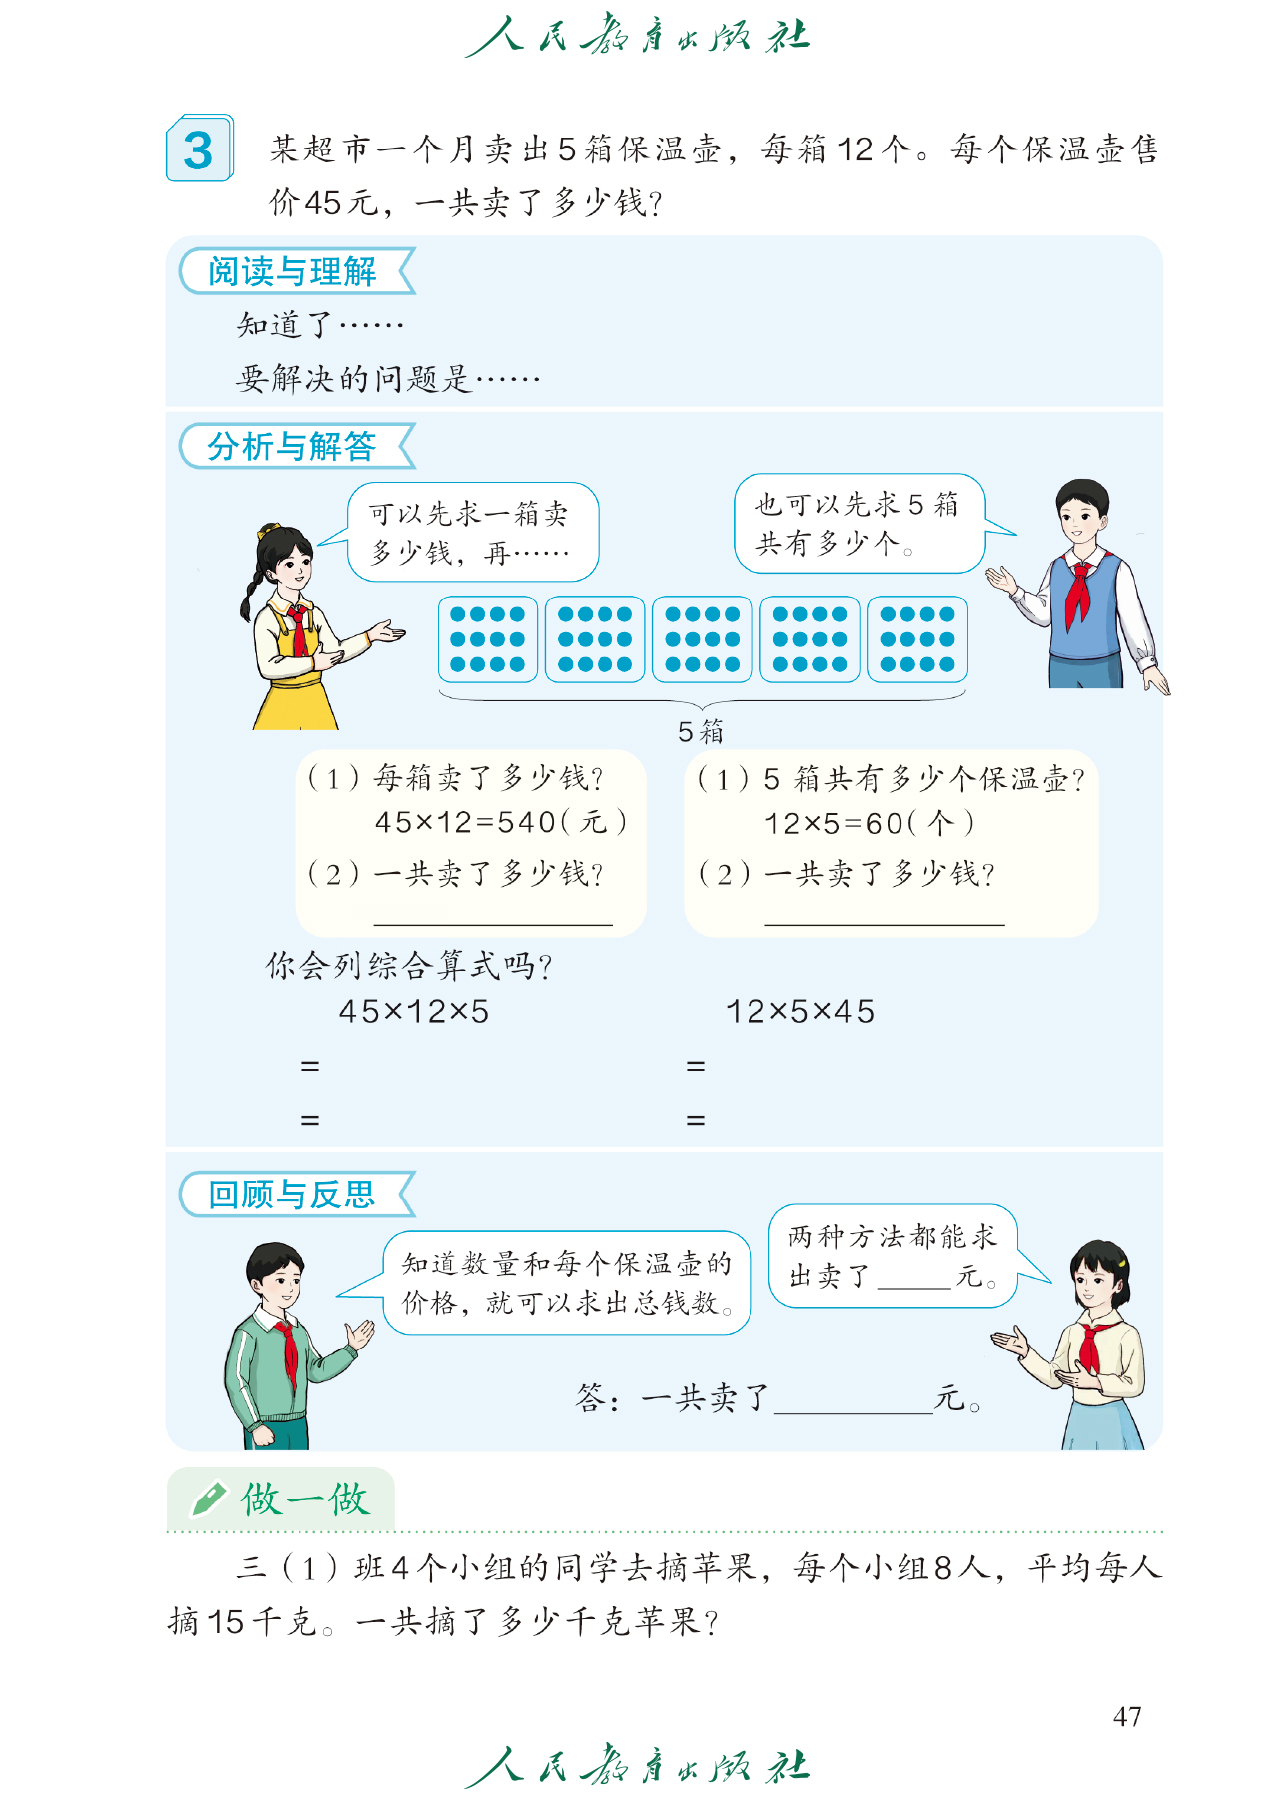 人民教育出版社
3
某超市一个月卖出5箱保温壶，每箱12个。每个保温壶售
价45元，一共卖了多少钱？
阅读与理解
知道了……
要解决的问题是……
分析与解答
可以先求一箱卖
多少钱，再……
也可以先求5箱
共有多少个。
5箱
（1）每箱卖了多少钱？
45×12=540（元）
（2）一共卖了多少钱？
（1）5 箱共有多少个保温壶？
12×5=60（个）
（2）一共卖了多少钱？
你会列综合算式吗？
45×12×5
=
=
12×5×45
=
=
回顾与反思
知道数量和每个保温壶的
价格，就可以求出总钱数。
两种方法都能求
出卖了_____元。
答：一共卖了__________元。
做一做
三（1）班4个小组的同学去摘苹果，每个小组8人，平均每人
摘15千克。一共摘了多少千克苹果？
47
人民教育出版社